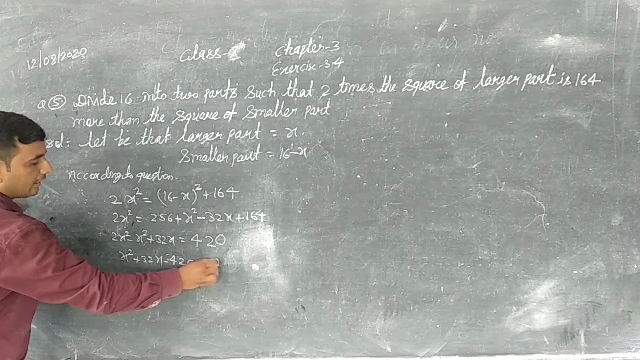 12/08/2020
Class-
Chapter-3
Exercise-3.4
Q(5) Divide 16 into two parts such that 2 times the square of larger part is 164
more than the square of smaller part
Sol: Let be that larger part = x
Smaller part = 16-x
According to question
2x² = (16-x)² + 164
2x² = 256 + x² - 32x + 164
2x² - x² + 32x = 420
x² + 32x - 420